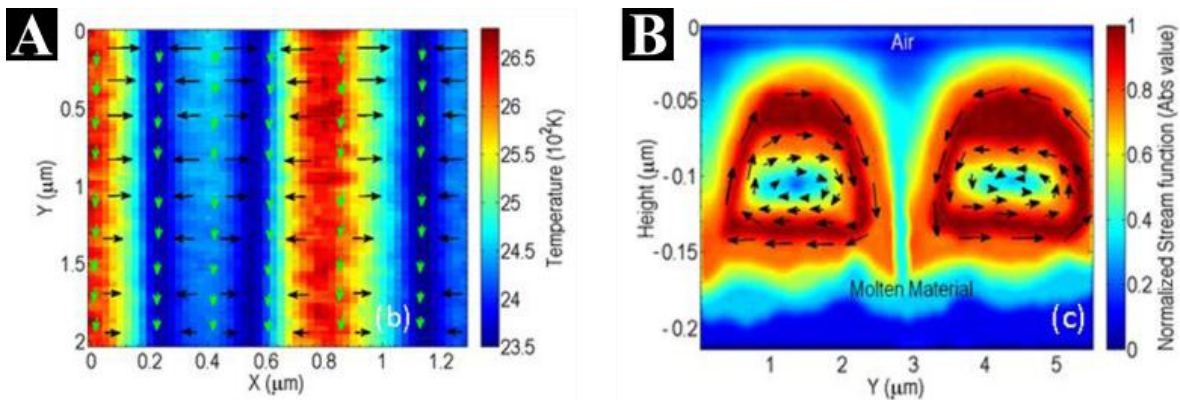 A
0
0.5
1
1.5
2
Y (μm)
0 0.2 0.4 0.6 0.8 1 1.2
X (μm)
(b)
26.5
26
25.5
25
24.5
24
23.5
Temperature (10²K)
B
0
-0.05
-0.1
-0.15
-0.2
Height (μm)
Air
Molten Material
(c)
1 2 3 4 5
Y (μm)
1
0.8
0.6
0.4
0.2
0
Normalized Stream function (Abs value)